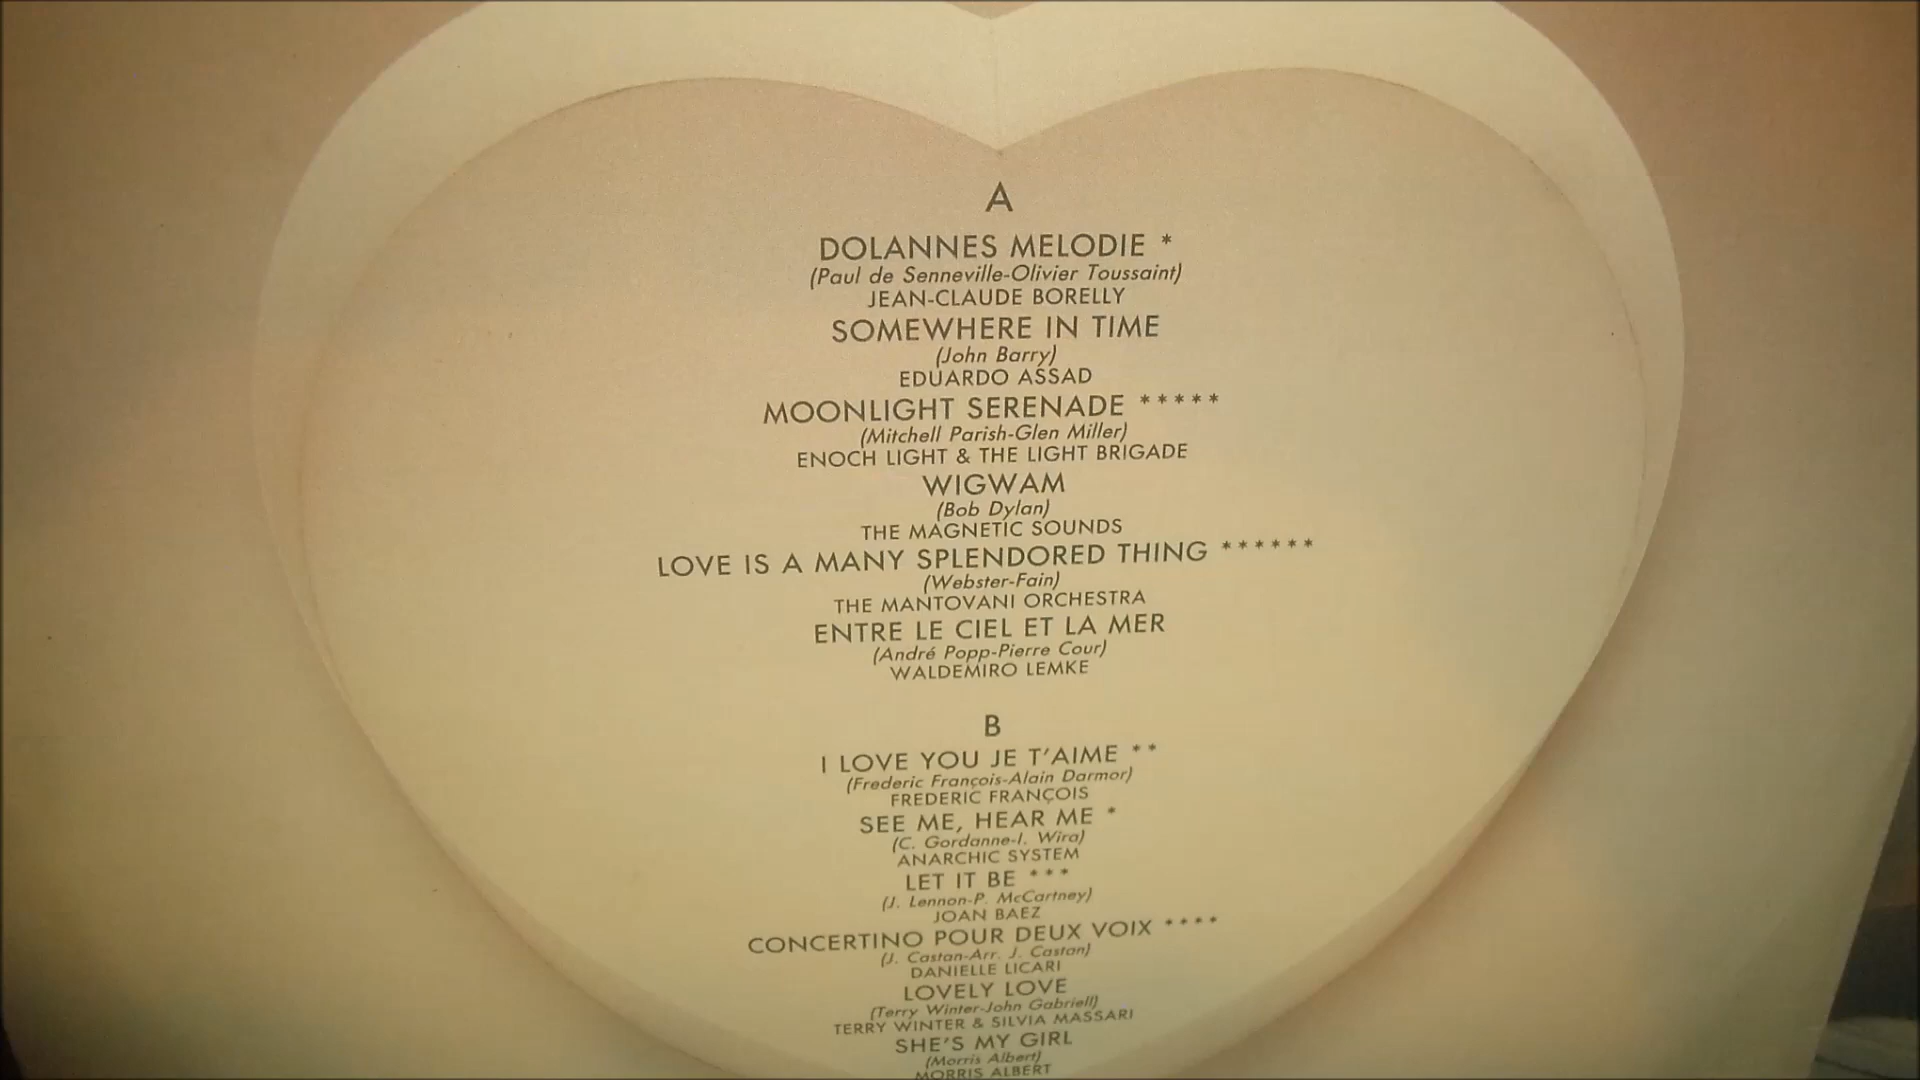 A
DOLANNES MELODIE *
(Paul de Senneville-Olivier Toussaint)
JEAN-CLAUDE BORELLY
SOMEWHERE IN TIME
(John Barry)
EDUARDO ASSAD
MOONLIGHT SERENADE *****
(Mitchell Parish-Glen Miller)
ENOCH LIGHT & THE LIGHT BRIGADE
WIGWAM
(Bob Dylan)
THE MAGNETIC SOUNDS
LOVE IS A MANY SPLENDORED THING ******
(Webster-Fain)
THE MANTOVANI ORCHESTRA
ENTRE LE CIEL ET LA MER
(André Popp-Pierre Cour)
WALDEMIRO LEMKE
B
I LOVE YOU JE T'AIME **
(Frederic François-Alain Darmor)
FREDERIC FRANÇOIS
SEE ME, HEAR ME *
(C. Gordanne-I. Wira)
ANARCHIC SYSTEM
LET IT BE ***
(J. Lennon-P. McCartney)
JOAN BAEZ
CONCERTINO POUR DEUX VOIX ****
(J. Castan-Arr. J. Castan)
DANIELLE LICARI
LOVELY LOVE
(Terry Winter-John Gabriell)
TERRY WINTER & SILVIA MASSARI
SHE'S MY GIRL
(Morris Albert)
MORRIS ALBERT